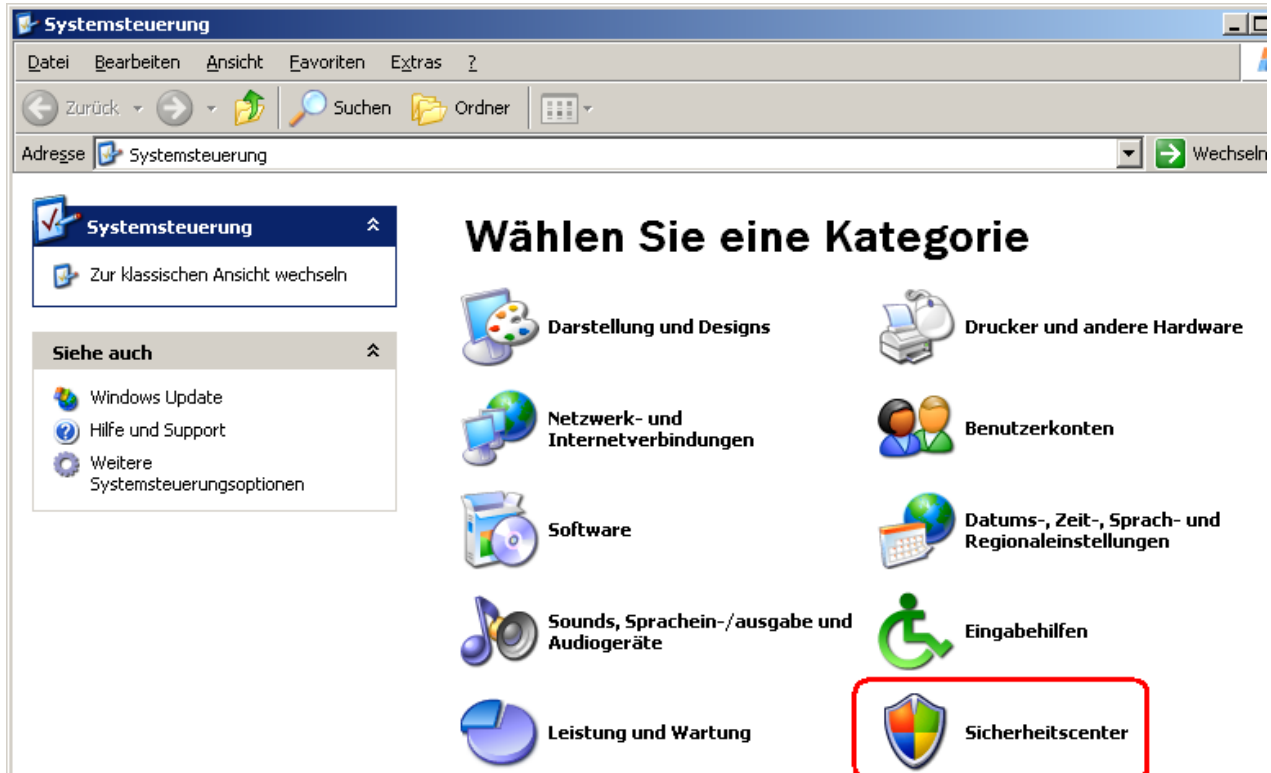 Systemsteuerung
Datei Bearbeiten Ansicht Favoriten Extras ?
Zurück Suchen Ordner
Adresse Systemsteuerung Wechseln
Systemsteuerung
Zur klassischen Ansicht wechseln
Siehe auch
Windows Update
Hilfe und Support
Weitere
Systemsteuerungsoptionen
Wählen Sie eine Kategorie
Darstellung und Designs
Drucker und andere Hardware
Netzwerk- und
Internetverbindungen
Benutzerkonten
Software
Datums-, Zeit-, Sprach- und
Regionaleinstellungen
Sounds, Sprachein-/ausgabe und
Audiogeräte
Eingabehilfen
Leistung und Wartung
Sicherheitscenter